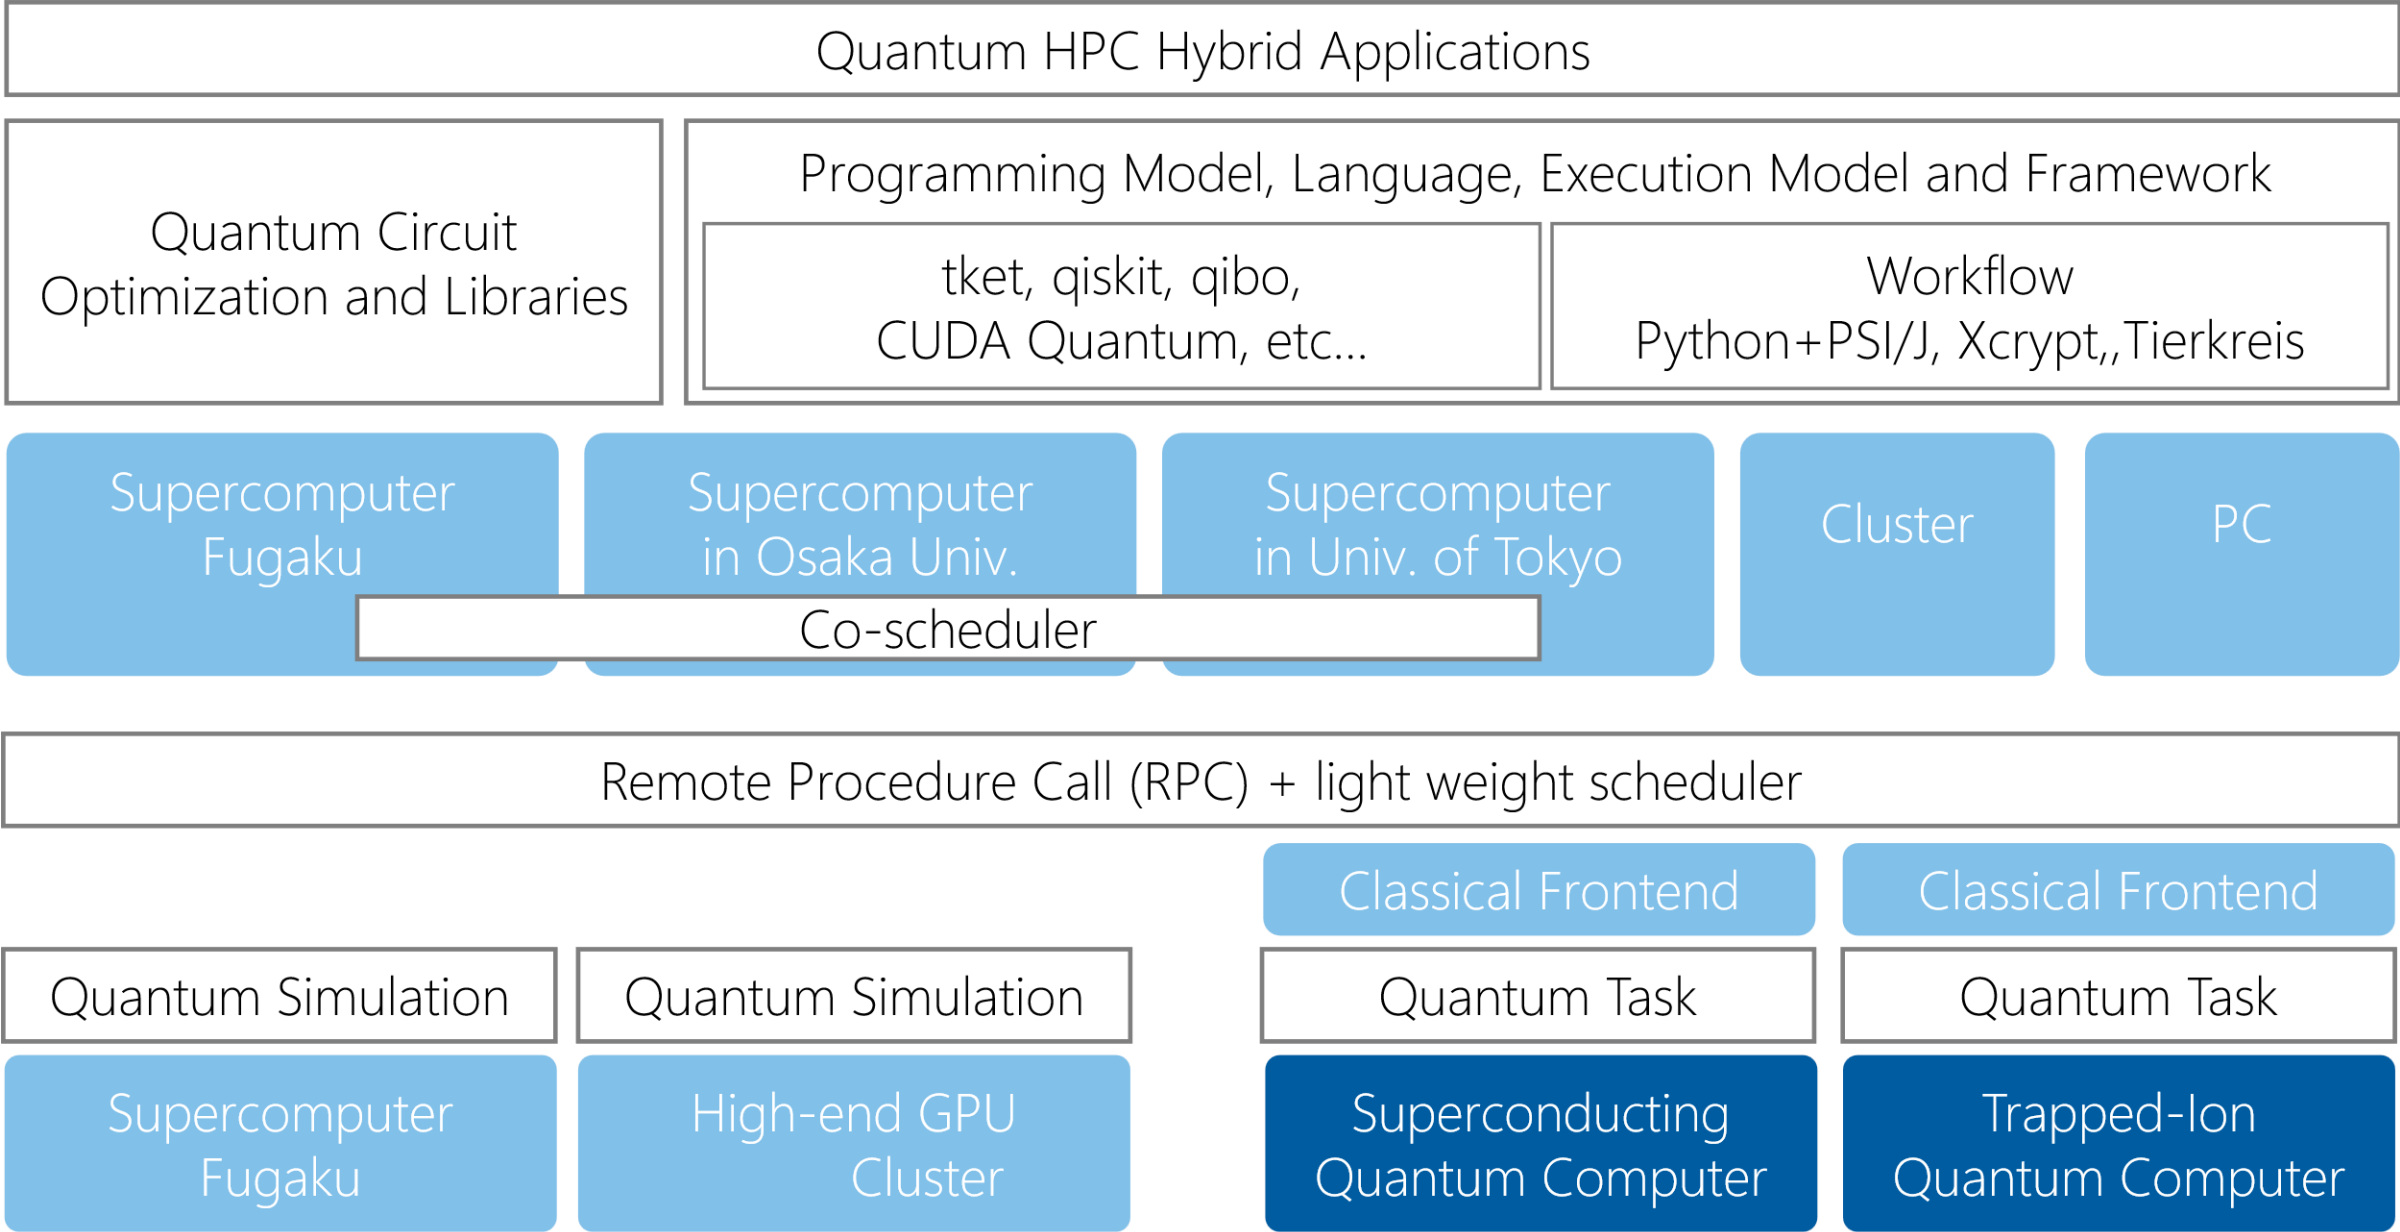 Quantum HPC Hybrid Applications
Quantum Circuit
Optimization and Libraries
Programming Model, Language, Execution Model and Framework
tket, qiskit, qibo,
CUDA Quantum, etc...
Workflow
Python+PSI/J, Xcrypt,,Tierkreis
Supercomputer
Fugaku
Supercomputer
in Osaka Univ.
Supercomputer
in Univ. of Tokyo
Cluster
PC
Co-scheduler
Remote Procedure Call (RPC) + light weight scheduler
Classical Frontend
Classical Frontend
Quantum Simulation
Quantum Simulation
Quantum Task
Quantum Task
Supercomputer
Fugaku
High-end GPU
Cluster
Superconducting
Quantum Computer
Trapped-Ion
Quantum Computer